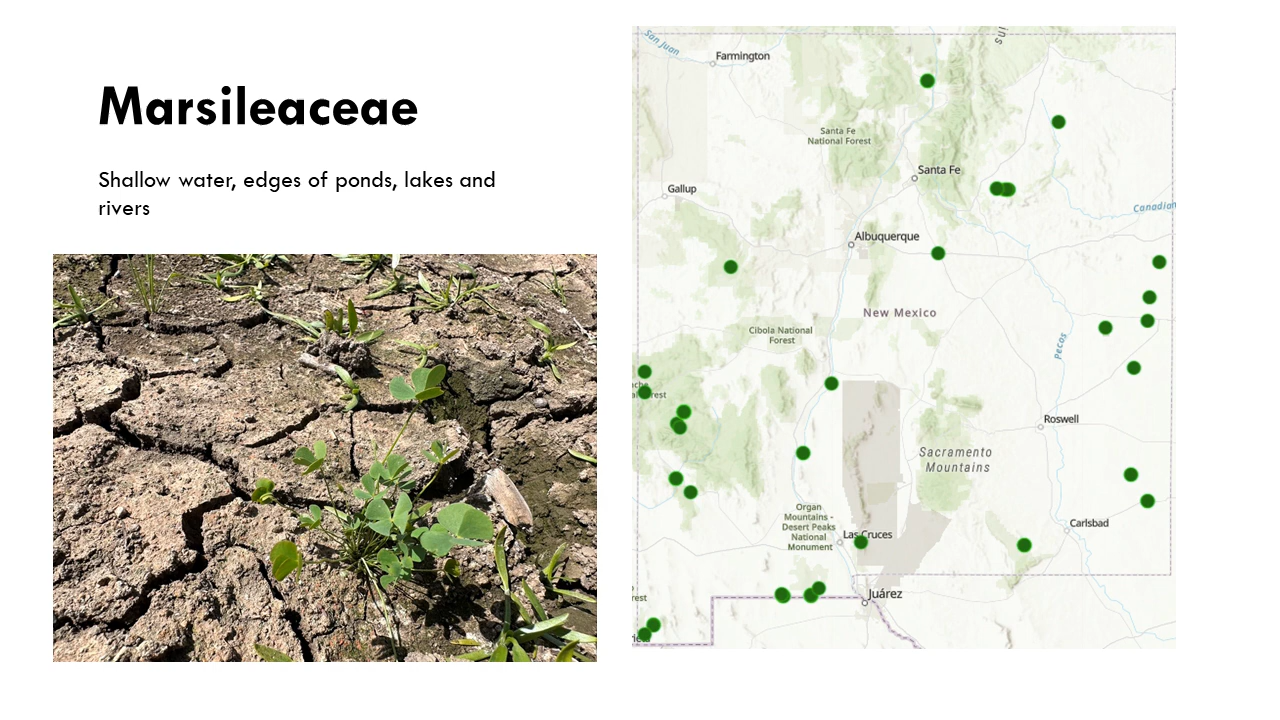 Marsileaceae
Shallow water, edges of ponds, lakes and
rivers
San Juan
Farmington
ins
Santa Fe
National Forest
Santa Fe
Gallup
Canadian
Albuquerque
New Mexico
Cibola National
Forest
Pecos
Roswell
Sacramento
Mountains
Organ
Mountains -
Desert Peaks
National
Monument
Las Cruces
Carlsbad
Juárez
rest